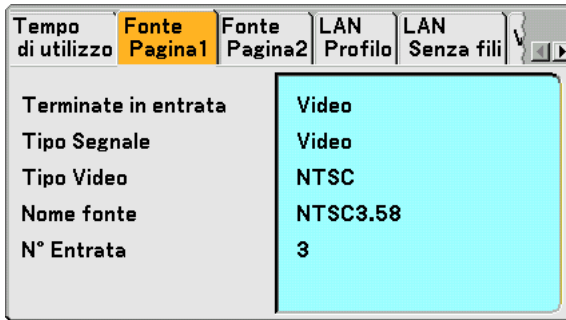 Tempo di utilizzo
Fonte Pagina1
Fonte Pagina2
LAN Profilo
LAN Senza fili
Terminate in entrata Video
Tipo Segnale Video
Tipo Video NTSC
Nome fonte NTSC3.58
N° Entrata 3